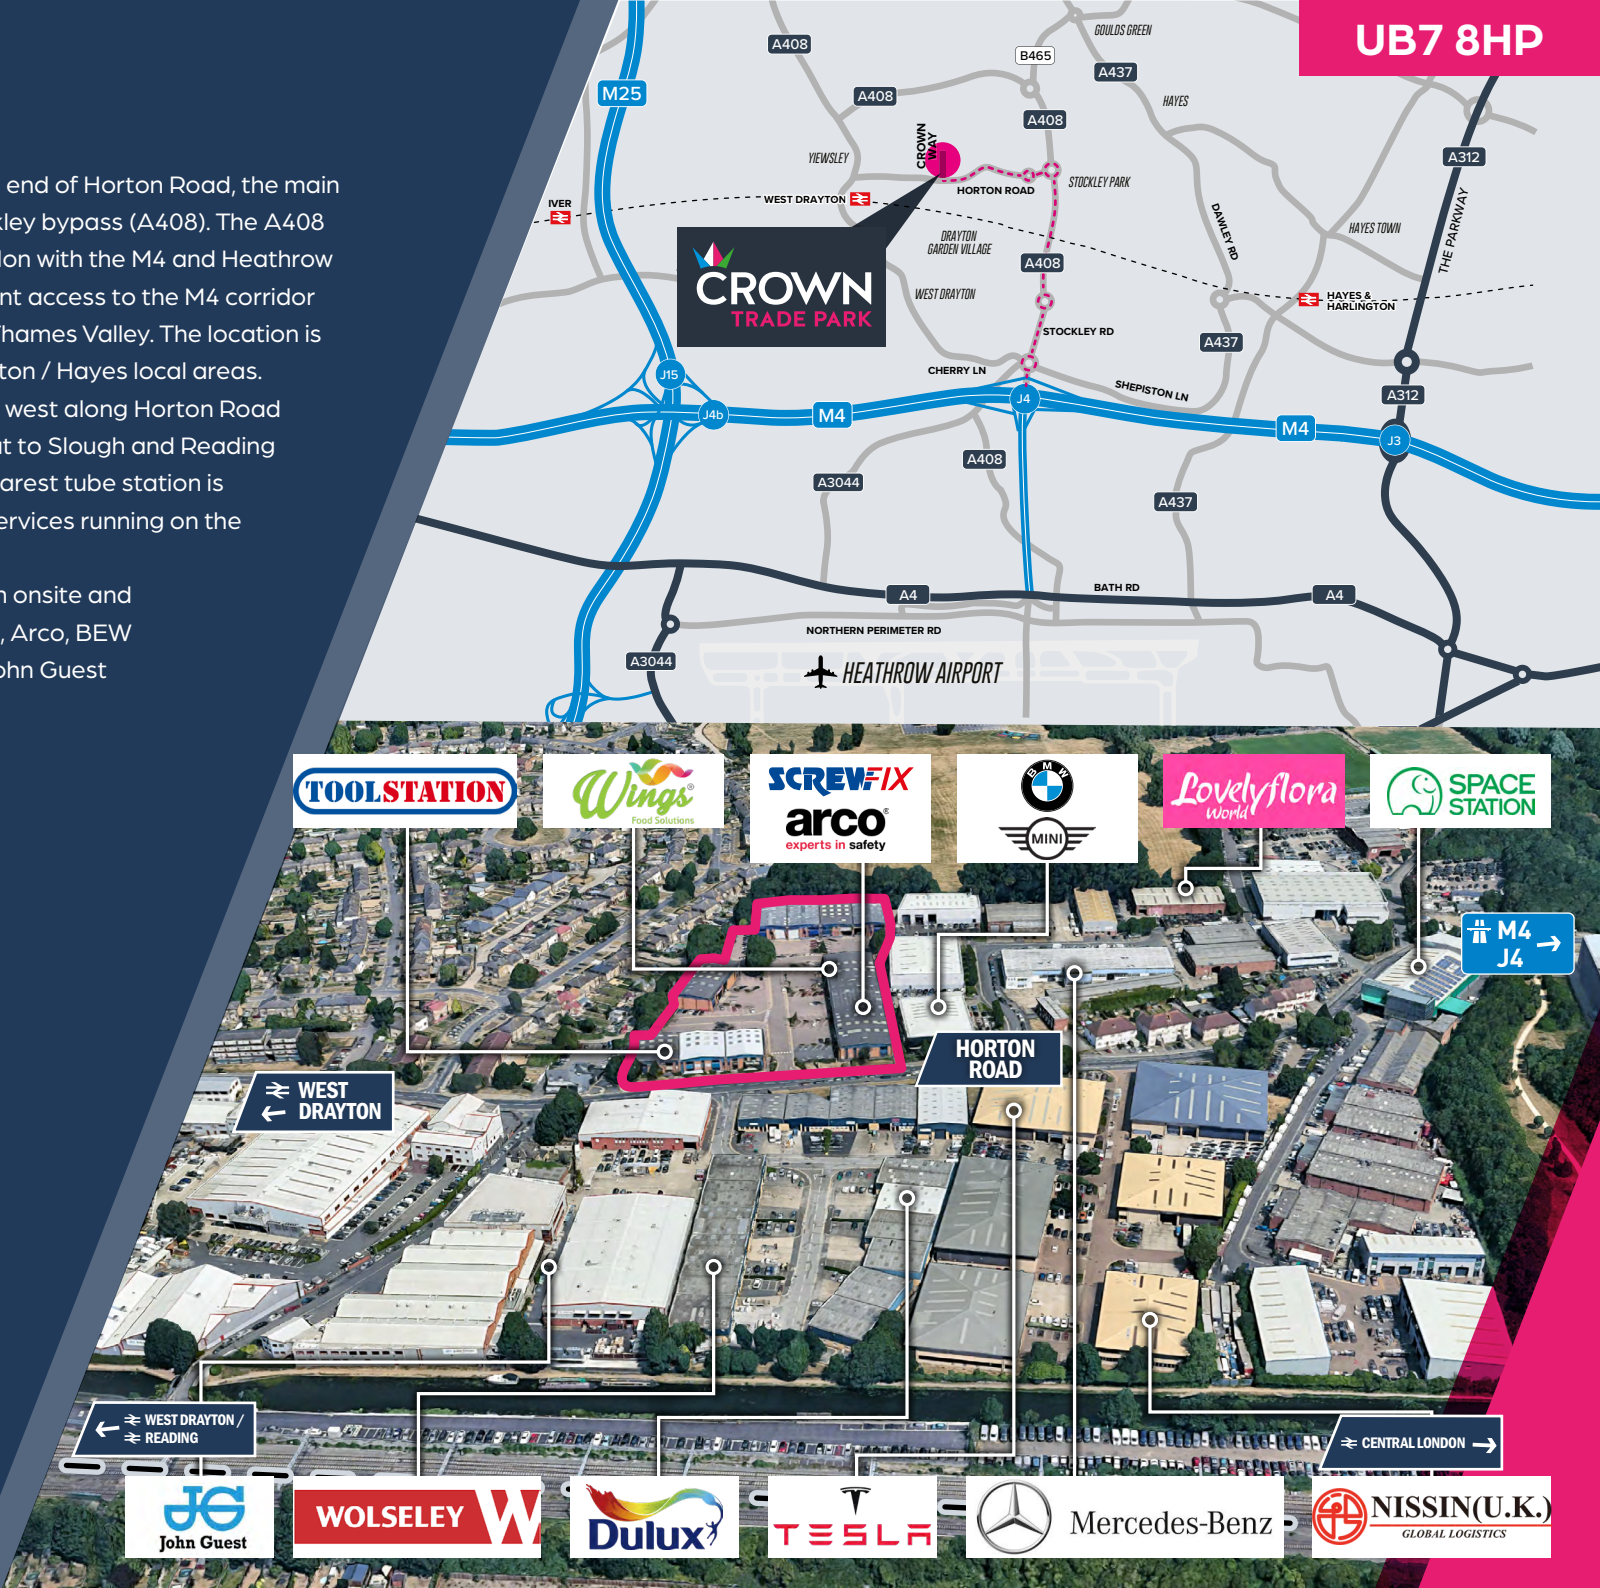 UB7 8HP
end of Horton Road, the main
kley bypass (A408). The A408
lon with the M4 and Heathrow
nt access to the M4 corridor
Thames Valley. The location is
ton / Hayes local areas.
west along Horton Road
ut to Slough and Reading
arest tube station is
ervices running on the
n onsite and
, Arco, BEW
ohn Guest
GOULDS GREEN
A408
B465
A437
M25
A408
HAYES
A408
CROWN
WAY
YIEWSLEY
A312
STOCKLEY PARK
HORTON ROAD
WEST DRAYTON
IVER
DAWLEY RD
HAYES TOWN
THE PARKWAY
DRAYTON
GARDEN VILLAGE
A408
CROWN
TRADE PARK
WEST DRAYTON
HAYES &
HARLINGTON
STOCKLEY RD
A437
CHERRY LN
J15
SHEPISTON LN
A312
J4
J4b
M4
M4
J3
A408
A3044
A437
BATH RD
A4
A4
NORTHERN PERIMETER RD
A3044
HEATHROW AIRPORT
TOOLSTATION
Wings®
Food Solutions
SCREWFIX
arco®
experts in safety
BMW
MINI
Lovelyflora
World
SPACE
STATION
M4
J4
HORTON
ROAD
WEST
DRAYTON
WEST DRAYTON /
READING
CENTRAL LONDON
JG
John Guest
WOLSELEY W
Dulux
TESLA
Mercedes-Benz
NISSIN(U.K.)
GLOBAL LOGISTICS